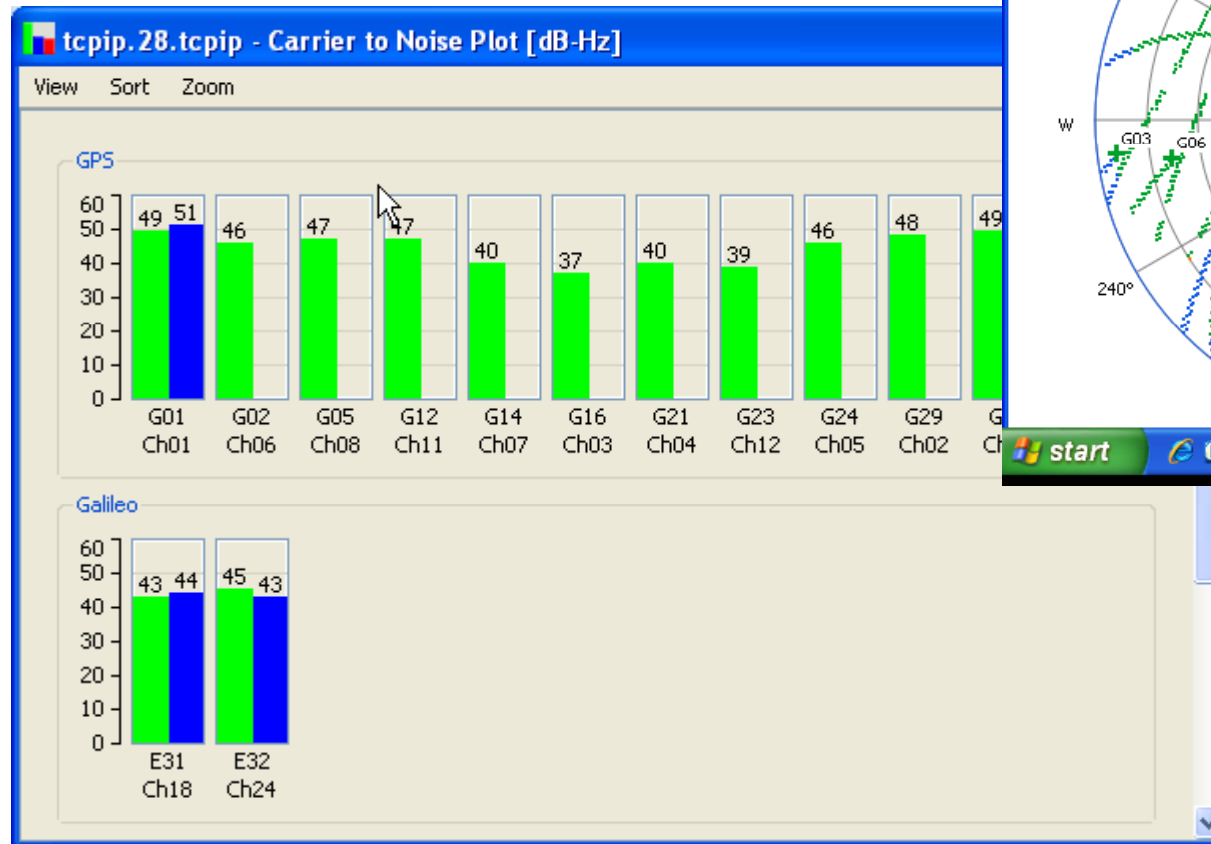 tcpip.28.tcpip - Carrier to Noise Plot [dB-Hz]
View Sort Zoom
GPS
60
50
40
30
20
10
0
49 51 46 47 47 40 37 40 39 46 48 49
G01 G02 G05 G12 G14 G16 G21 G23 G24 G29
Ch01 Ch06 Ch08 Ch11 Ch07 Ch03 Ch04 Ch12 Ch05 Ch02
Galileo
60
50
40
30
20
10
0
43 44 45 43
E31 E32
Ch18 Ch24
W
G03 G06
240°
start